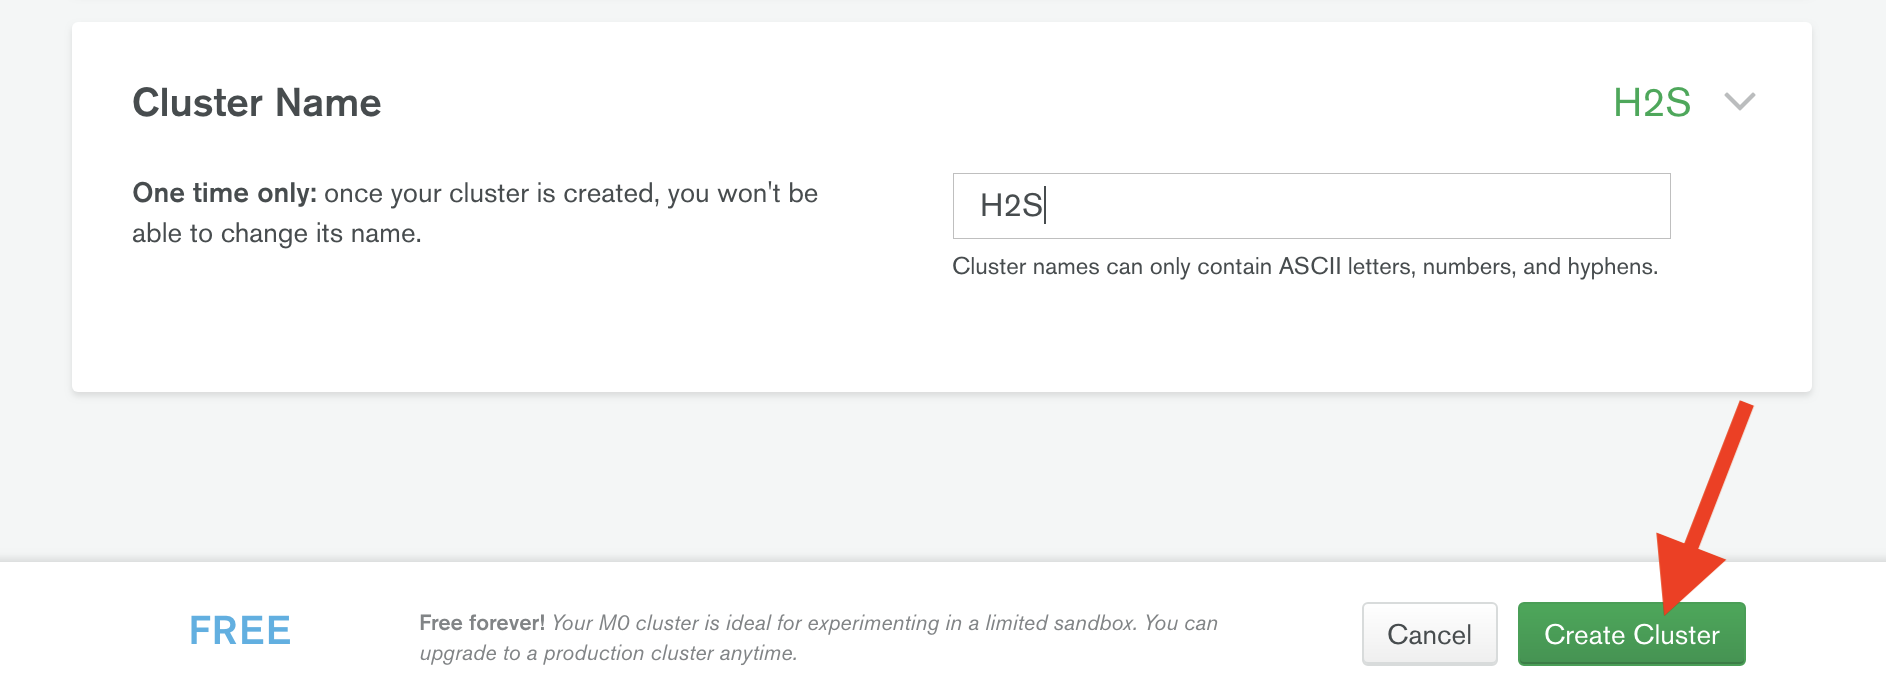 Cluster Name
H2S
One time only: once your cluster is created, you won't be
able to change its name.
H2S
Cluster names can only contain ASCII letters, numbers, and hyphens.
FREE
Free forever! Your M0 cluster is ideal for experimenting in a limited sandbox. You can
upgrade to a production cluster anytime.
Cancel
Create Cluster